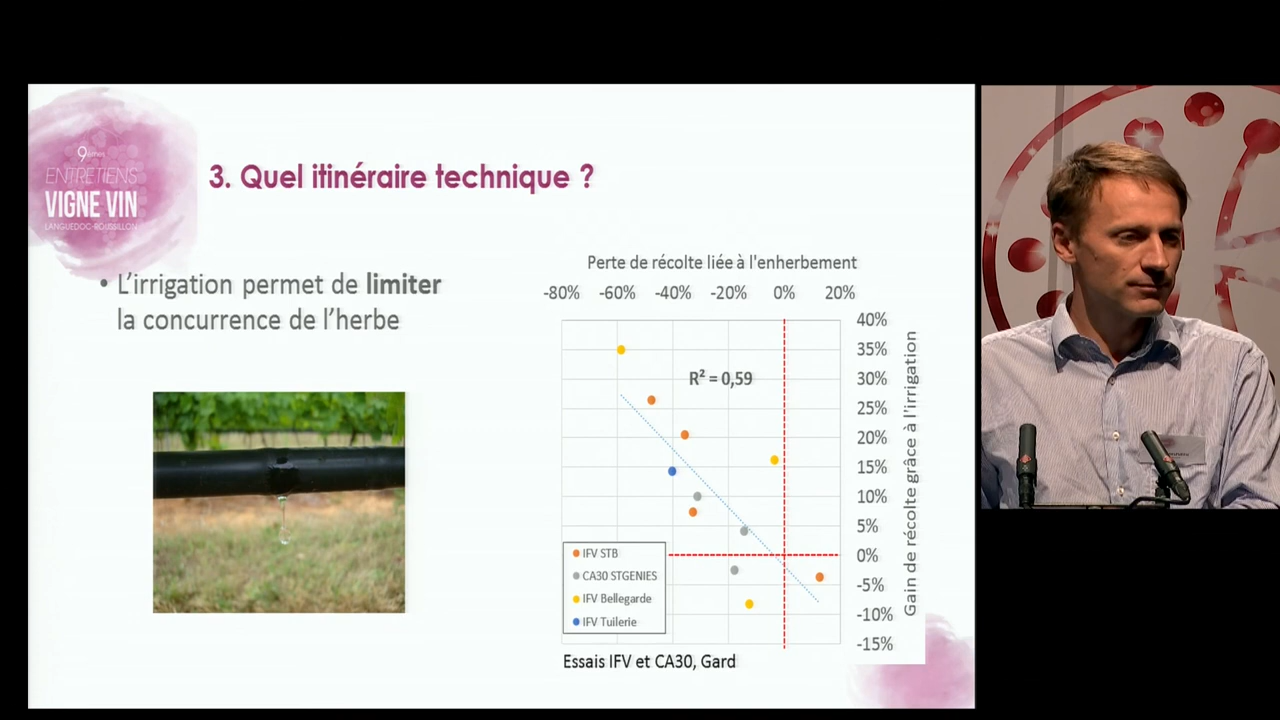 9èmes
ENTRETIENS
VIGNE VIN
LANGUEDOC-ROUSSILLON
3. Quel itinéraire technique ?
• L'irrigation permet de limiter
la concurrence de l'herbe
Perte de récolte liée à l'enherbement
-80% -60% -40% -20% 0% 20%
40%
35%
30%
25%
20%
15%
10%
5%
0%
-5%
-10%
-15%
Gain de récolte grâce à l'irrigation
R² = 0,59
IFV STB
CA30 STGENIES
IFV Bellegarde
IFV Tuilerie
Essais IFV et CA30, Gard